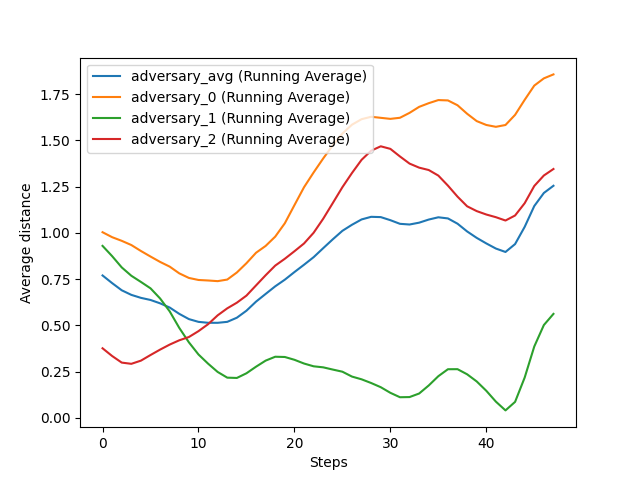 adversary_avg (Running Average)
adversary_0 (Running Average)
adversary_1 (Running Average)
adversary_2 (Running Average)
1.75
1.50
1.25
1.00
0.75
0.50
0.25
0.00
Average distance
0 10 20 30 40
Steps